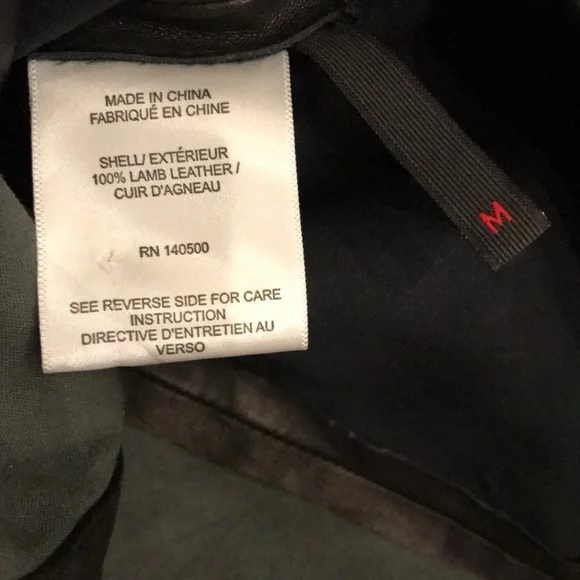 MADE IN CHINA
FABRIQUÉ EN CHINE
SHELL/ EXTÉRIEUR
100% LAMB LEATHER /
CUIR D'AGNEAU
RN 140500
SEE REVERSE SIDE FOR CARE
INSTRUCTION
DIRECTIVE D'ENTRETIEN AU
VERSO
M